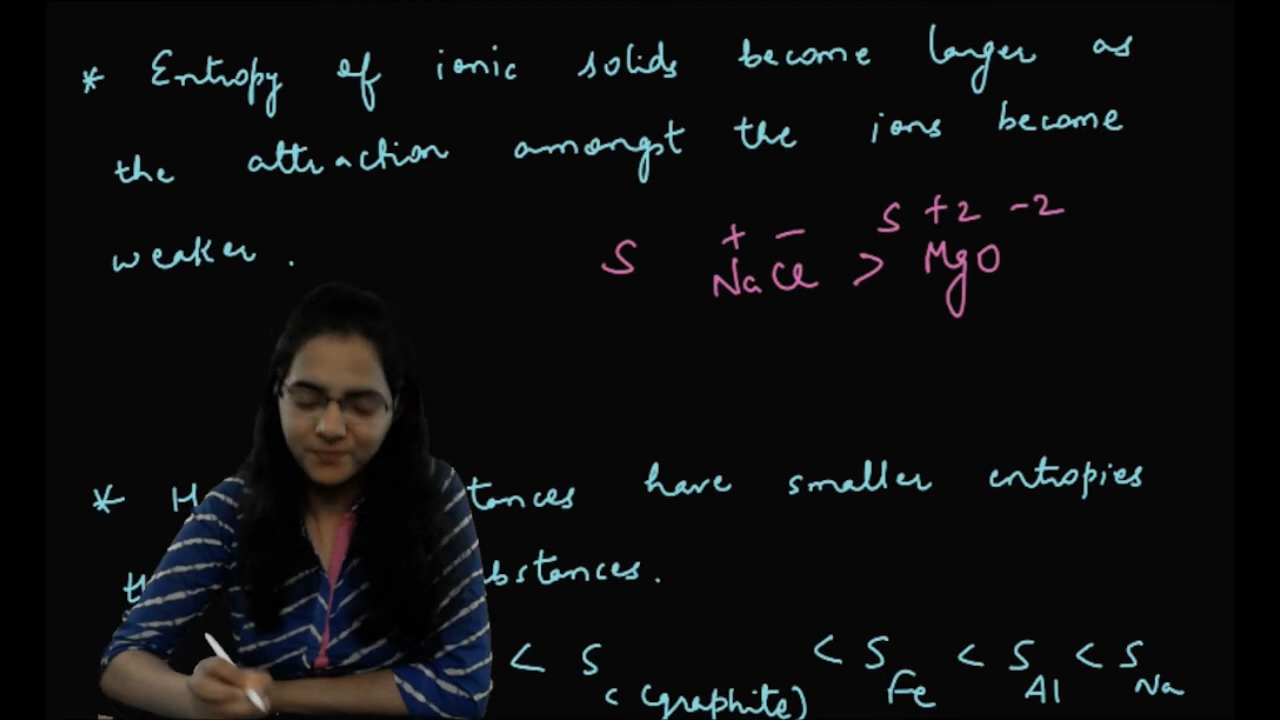 * Entropy of ionic solids become larger as
the attraction amongst the ions become
weaker.
S + 2 - 2
+ -
S NaCl > MgO
* H tances have smaller entropies
bstances.
< S C (graphite) < S Fe < S Al < S Na